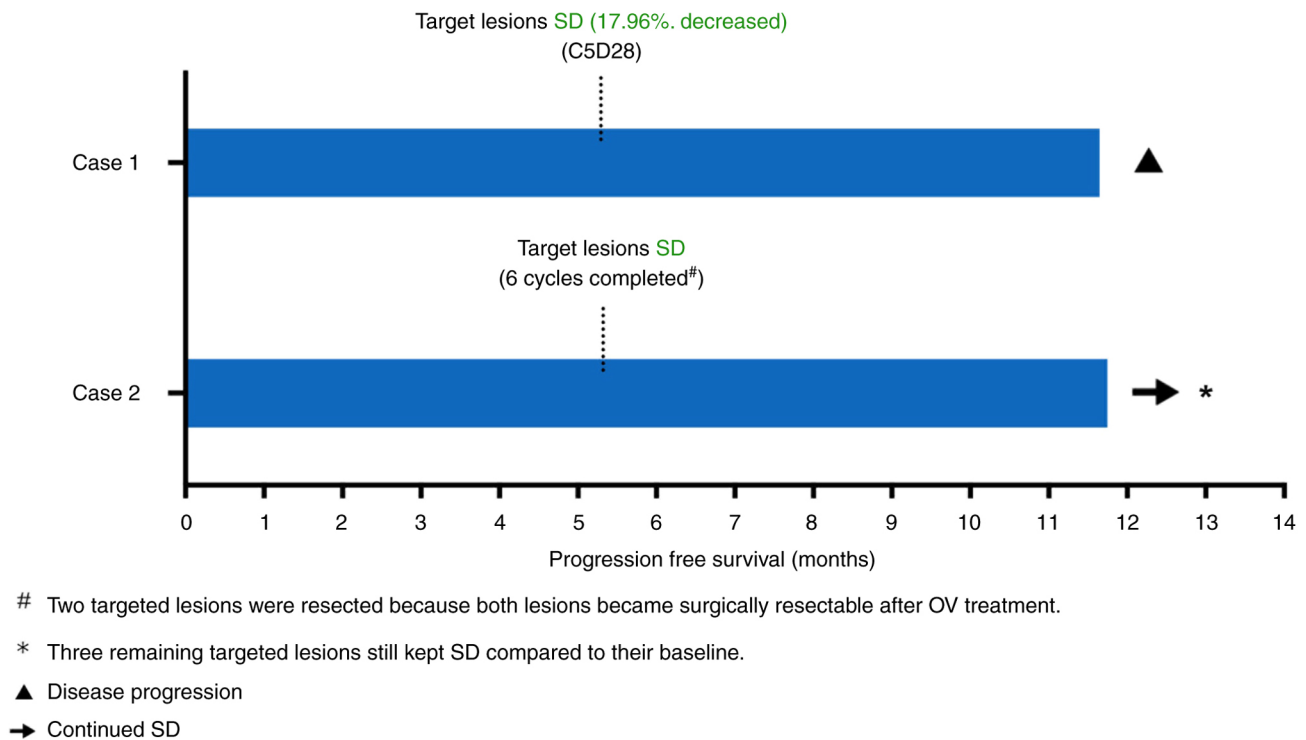 Target lesions SD (17.96%. decreased)
(C5D28)
Case 1
Target lesions SD
(6 cycles completed#)
Case 2
0 1 2 3 4 5 6 7 8 9 10 11 12 13 14
Progression free survival (months)
# Two targeted lesions were resected because both lesions became surgically resectable after OV treatment.
* Three remaining targeted lesions still kept SD compared to their baseline.
▲ Disease progression
→ Continued SD